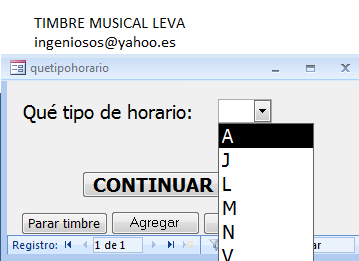 TIMBRE MUSICAL LEVA
ingeniosos@yahoo.es
quetipohorario
Qué tipo de horario:
A
J
L
M
N
V
CONTINUAR
Parar timbre
Agregar
Registro:
1 de 1
ar